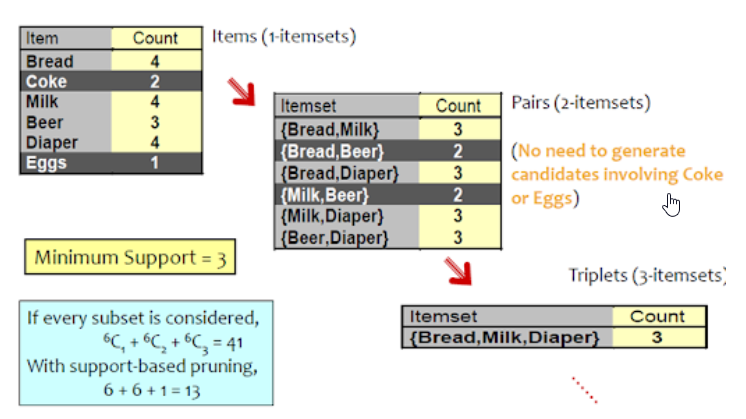 Item Count
Bread 4
Coke 2
Milk 4
Beer 3
Diaper 4
Eggs 1
Items (1-itemsets)
Itemset Count
{Bread,Milk} 3
{Bread,Beer} 2
{Bread,Diaper} 3
{Milk,Beer} 2
{Milk,Diaper} 3
{Beer,Diaper} 3
Pairs (2-itemsets)
(No need to generate
candidates involving Coke
or Eggs)
Minimum Support = 3
Triplets (3-itemsets)
Itemset Count
{Bread,Milk,Diaper} 3
If every subset is considered,
⁶C₁ + ⁶C₂ + ⁶C₃ = 41
With support-based pruning,
6 + 6 + 1 = 13